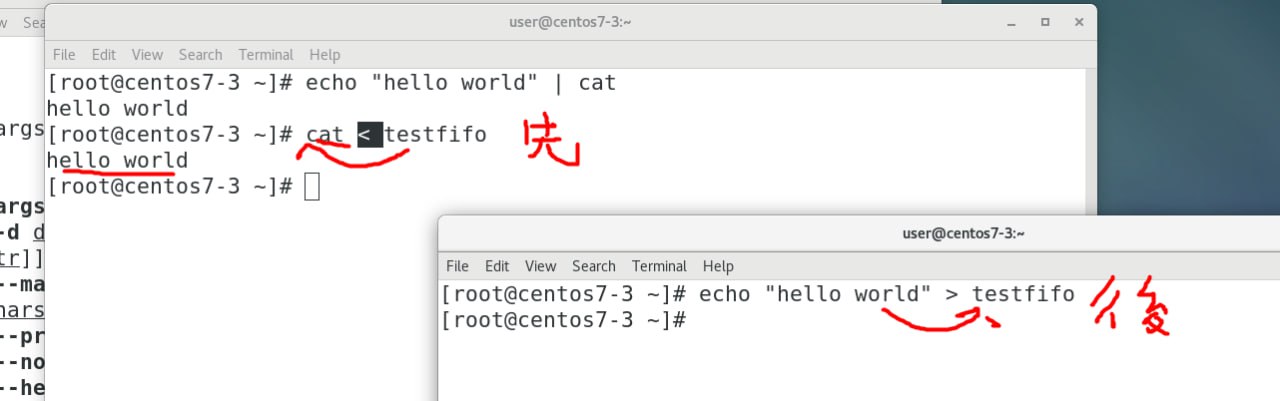 w Sea
user@centos7-3:~
File Edit View Search Terminal Help
[root@centos7-3 ~]# echo "hello world" | cat
hello world
args
[root@centos7-3 ~]# cat < testfifo 先
hello world
[root@centos7-3 ~]#
args
-d d
tr]]
--ma
hars
--pr
--no
--he
user@centos7-3:~
File Edit View Search Terminal Help
[root@centos7-3 ~]# echo "hello world" > testfifo 後
[root@centos7-3 ~]#